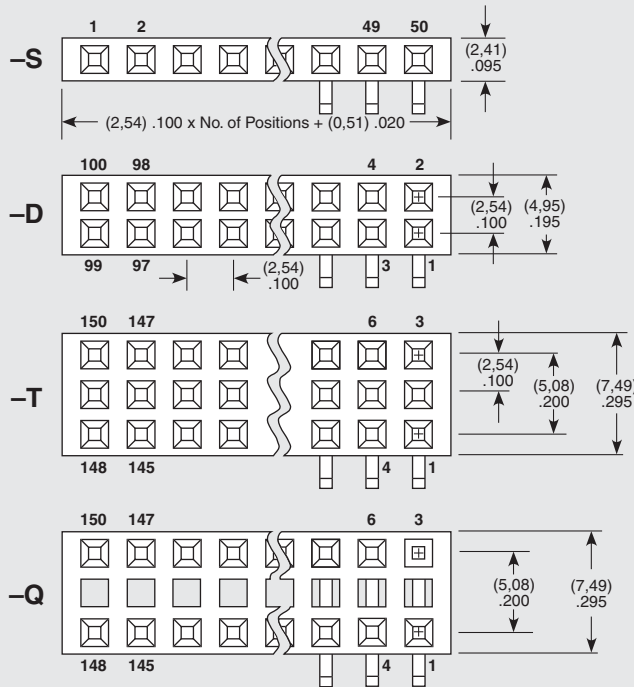 1 2 49 50
–S
(2,41)
.095
(2,54) .100 x No. of Positions + (0,51) .020
100 98 4 2
–D
(2,54)
.100
(4,95)
.195
99 97 3 1
(2,54)
.100
150 147 6 3
–T
(2,54)
.100
(5,08)
.200
(7,49)
.295
148 145 4 1
150 147 6 3
–Q
(5,08)
.200
(7,49)
.295
148 145 4 1